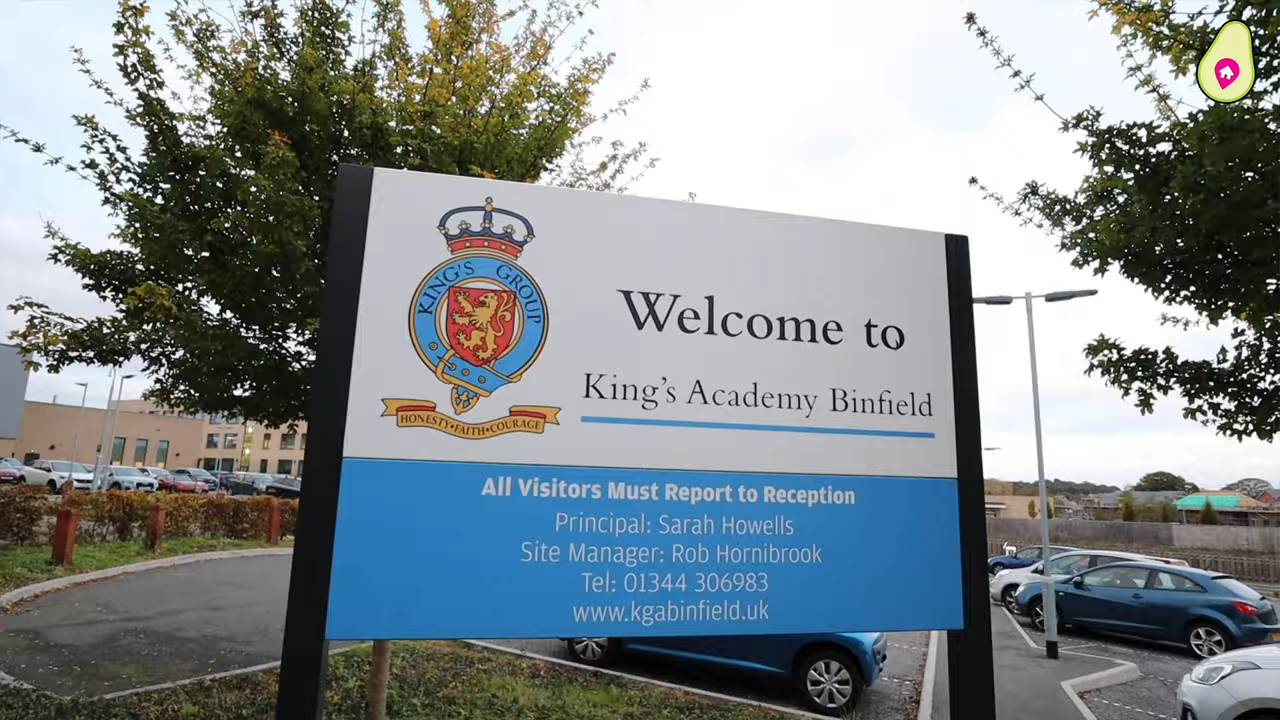 KING'S GROUP
HONESTY•FAITH•COURAGE
Welcome to
King's Academy Binfield
All Visitors Must Report to Reception
Principal: Sarah Howells
Site Manager: Rob Hornibrook
Tel: 01344 306983
www.kgabinfield.uk